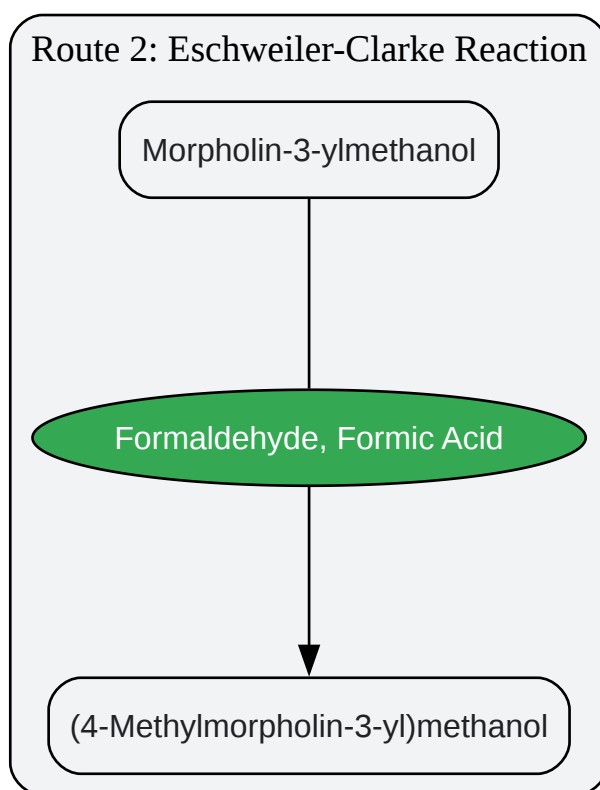 Route 2: Eschweiler-Clarke Reaction
Morpholin-3-ylmethanol
Formaldehyde, Formic Acid
(4-Methylmorpholin-3-yl)methanol